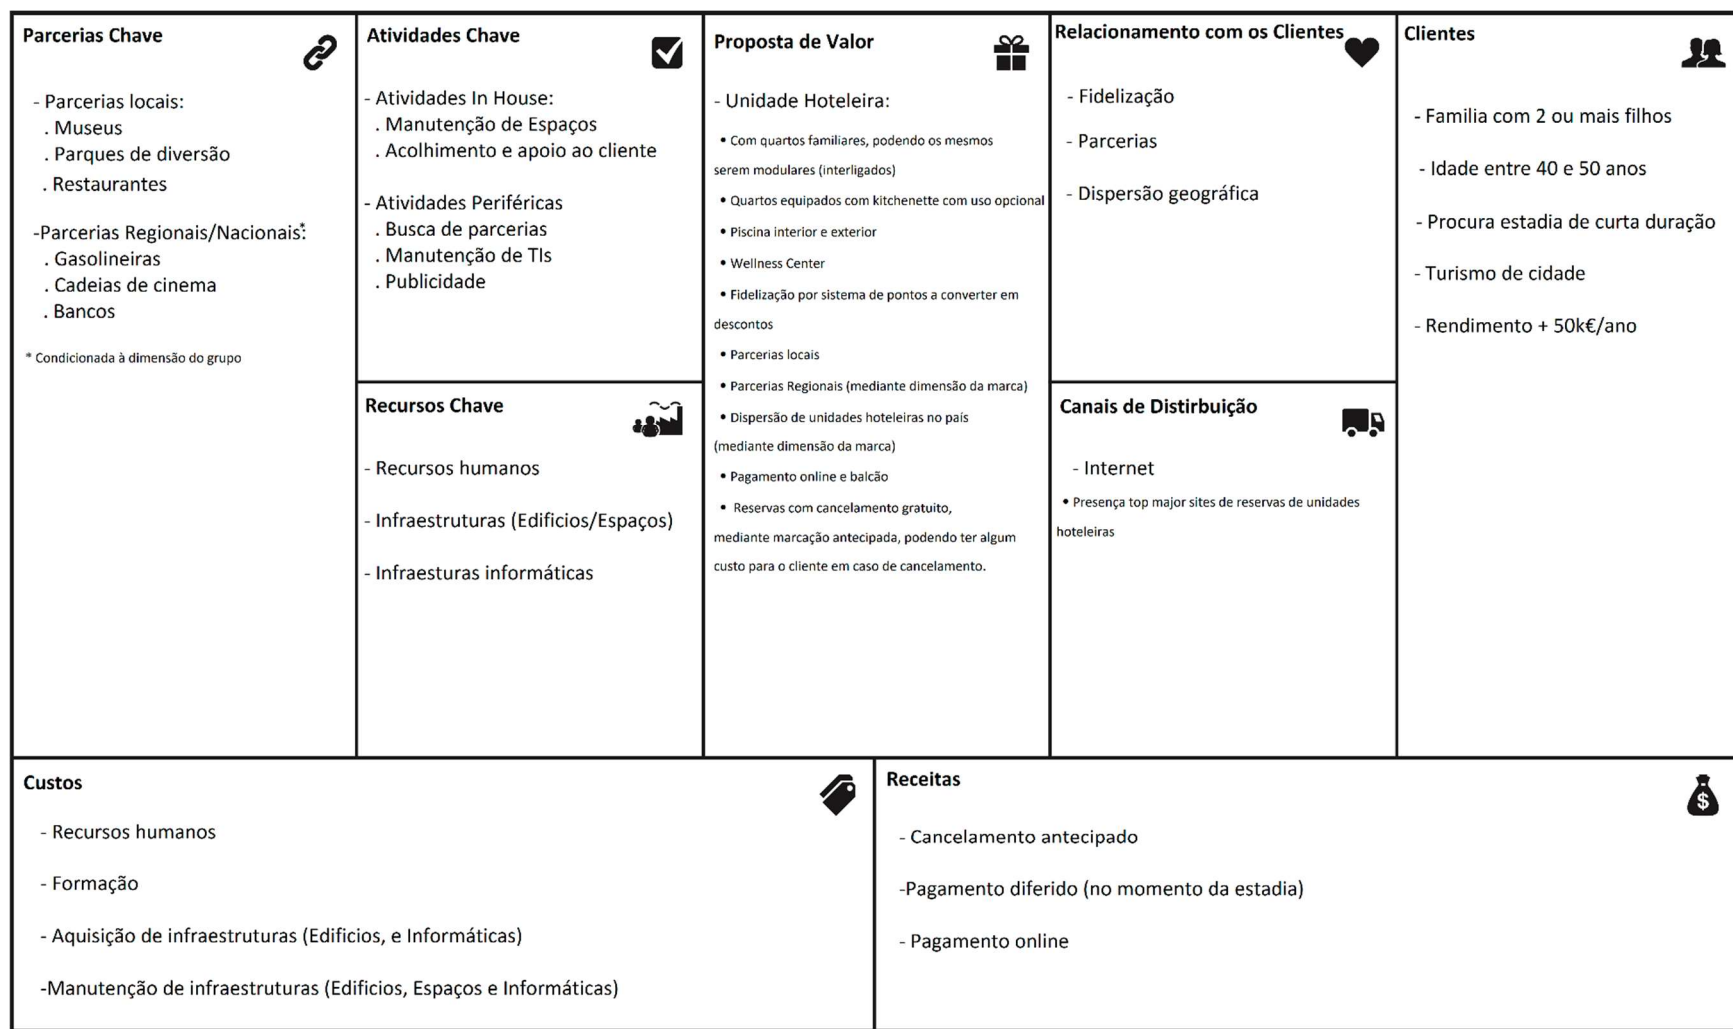 Parcerias Chave
- Parcerias locais:
. Museus
. Parques de diversão
. Restaurantes
-Parcerias Regionais/Nacionais:*
. Gasolineiras
. Cadeias de cinema
. Bancos
* Condicionada à dimensão do grupo
Atividades Chave
- Atividades In House:
. Manutenção de Espaços
. Acolhimento e apoio ao cliente
- Atividades Periféricas
. Busca de parcerias
. Manutenção de TIs
. Publicidade
Recursos Chave
- Recursos humanos
- Infraestruturas (Edificios/Espaços)
- Infraesturas informáticas
Proposta de Valor
- Unidade Hoteleira:
• Com quartos familiares, podendo os mesmos
serem modulares (interligados)
• Quartos equipados com kitchenette com uso opcional
• Piscina interior e exterior
• Wellness Center
• Fidelização por sistema de pontos a converter em
descontos
• Parcerias locais
• Parcerias Regionais (mediante dimensão da marca)
• Dispersão de unidades hoteleiras no país
(mediante dimensão da marca)
• Pagamento online e balcão
• Reservas com cancelamento gratuito,
mediante marcação antecipada, podendo ter algum
custo para o cliente em caso de cancelamento.
Relacionamento com os Clientes
- Fidelização
- Parcerias
- Dispersão geográfica
Canais de Distirbuição
- Internet
• Presença top major sites de reservas de unidades
hoteleiras
Clientes
- Familia com 2 ou mais filhos
- Idade entre 40 e 50 anos
- Procura estadia de curta duração
- Turismo de cidade
- Rendimento + 50k€/ano
Custos
- Recursos humanos
- Formação
- Aquisição de infraestruturas (Edificios, e Informáticas)
-Manutenção de infraestruturas (Edificios, Espaços e Informáticas)
Receitas
$
- Cancelamento antecipado
-Pagamento diferido (no momento da estadia)
- Pagamento online